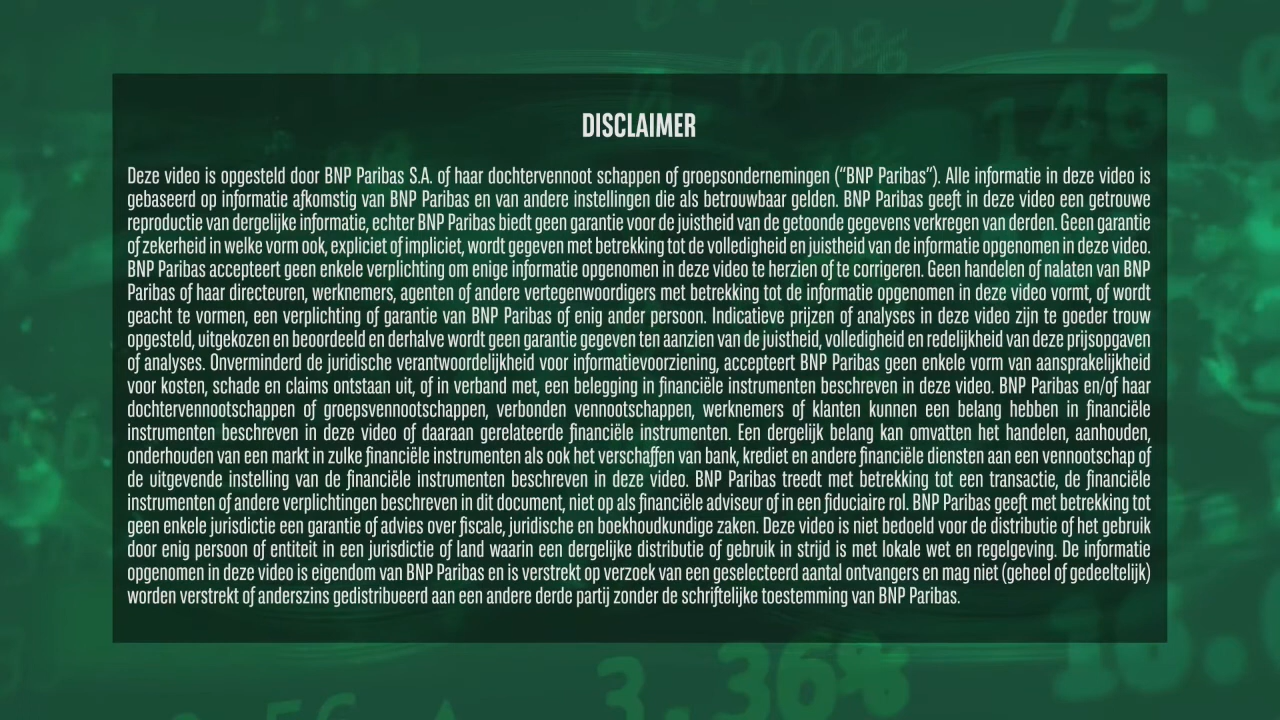 DISCLAIMER
Deze video is opgesteld door BNP Paribas S.A. of haar dochtervennoot schappen of groepsondernemingen (“BNP Paribas”). Alle informatie in deze video is
gebaseerd op informatie afkomstig van BNP Paribas en van andere instellingen die als betrouwbaar gelden. BNP Paribas geeft in deze video een getrouwe
reproductie van dergelijke informatie, echter BNP Paribas biedt geen garantie voor de juistheid van de getoonde gegevens verkregen van derden. Geen garantie
of zekerheid in welke vorm ook, expliciet of impliciet, wordt gegeven met betrekking tot de volledigheid en juistheid van de informatie opgenomen in deze video.
BNP Paribas accepteert geen enkele verplichting om enige informatie opgenomen in deze video te herzien of te corrigeren. Geen handelen of nalaten van BNP
Paribas of haar directeuren, werknemers, agenten of andere vertegenwoordigers met betrekking tot de informatie opgenomen in deze video vormt, of wordt
geacht te vormen, een verplichting of garantie van BNP Paribas of enig ander persoon. Indicatieve prijzen of analyses in deze video zijn te goeder trouw
opgesteld, uitgekozen en beoordeeld en derhalve wordt geen garantie gegeven ten aanzien van de juistheid, volledigheid en redelijkheid van deze prijsopgaven
of analyses. Onverminderd de juridische verantwoordelijkheid voor informatievoorziening, accepteert BNP Paribas geen enkele vorm van aansprakelijkheid
voor kosten, schade en claims ontstaan uit, of in verband met, een belegging in financiële instrumenten beschreven in deze video. BNP Paribas en/of haar
dochtervennootschappen of groepsvennootschappen, verbonden vennootschappen, werknemers of klanten kunnen een belang hebben in financiële
instrumenten beschreven in deze video of daaraan gerelateerde financiële instrumenten. Een dergelijk belang kan omvatten het handelen, aanhouden,
onderhouden van een markt in zulke financiële instrumenten als ook het verschaffen van bank, krediet en andere financiële diensten aan een vennootschap of
de uitgevende instelling van de financiële instrumenten beschreven in deze video. BNP Paribas treedt met betrekking tot een transactie, de financiële
instrumenten of andere verplichtingen beschreven in dit document, niet op als financiële adviseur of in een fiduciaire rol. BNP Paribas geeft met betrekking tot
geen enkele jurisdictie een garantie of advies over fiscale, juridische en boekhoudkundige zaken. Deze video is niet bedoeld voor de distributie of het gebruik
door enig persoon of entiteit in een jurisdictie of land waarin een dergelijke distributie of gebruik in strijd is met lokale wet en regelgeving. De informatie
opgenomen in deze video is eigendom van BNP Paribas en is verstrekt op verzoek van een geselecteerd aantal ontvangers en mag niet (geheel of gedeeltelijk)
worden verstrekt of anderszins gedistribueerd aan een andere derde partij zonder de schriftelijke toestemming van BNP Paribas.
3.36%